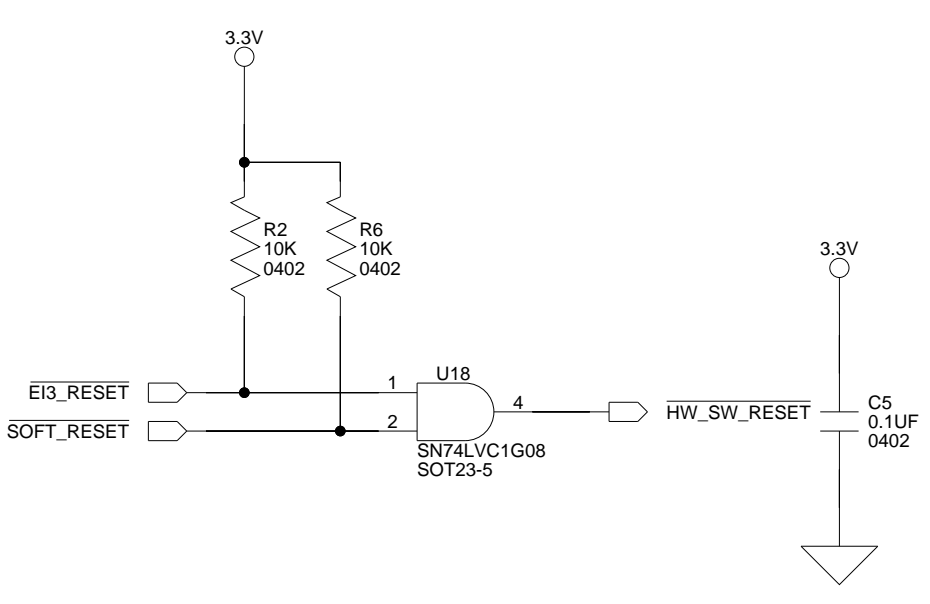 3.3V
R2
10K
0402
R6
10K
0402
3.3V
EI3_RESET
1
U18
SOFT_RESET
2
4
HW_SW_RESET
C5
0.1UF
0402
SN74LVC1G08
SOT23-5